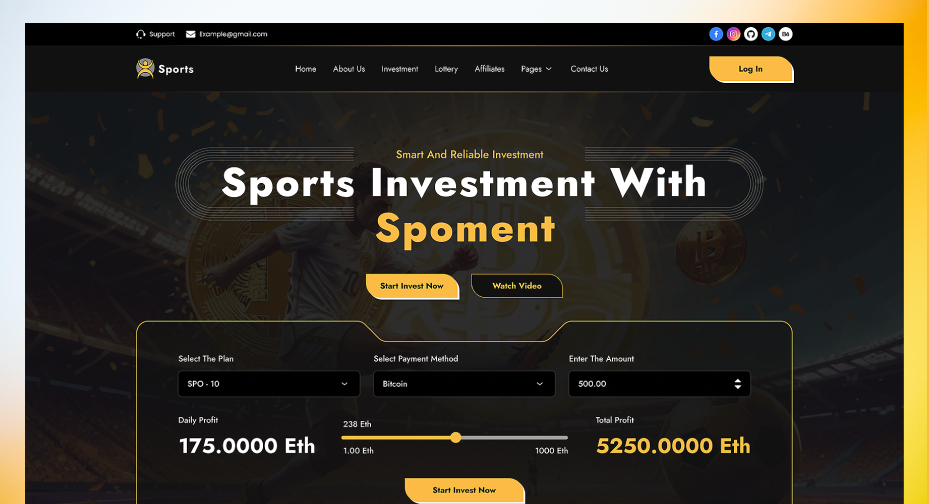 Support Example@gmail.com
Sports Home About Us Investment Lottery Affiliates Pages Contact Us Log In
Smart And Reliable Investment
Sports Investment With
Spoment
Start Invest Now Watch Video
Select The Plan Select Payment Method Enter The Amount
SPO - 10 Bitcoin 500.00
Daily Profit 238 Eth Total Profit
175.0000 Eth 1.00 Eth 1000 Eth 5250.0000 Eth
Start Invest Now